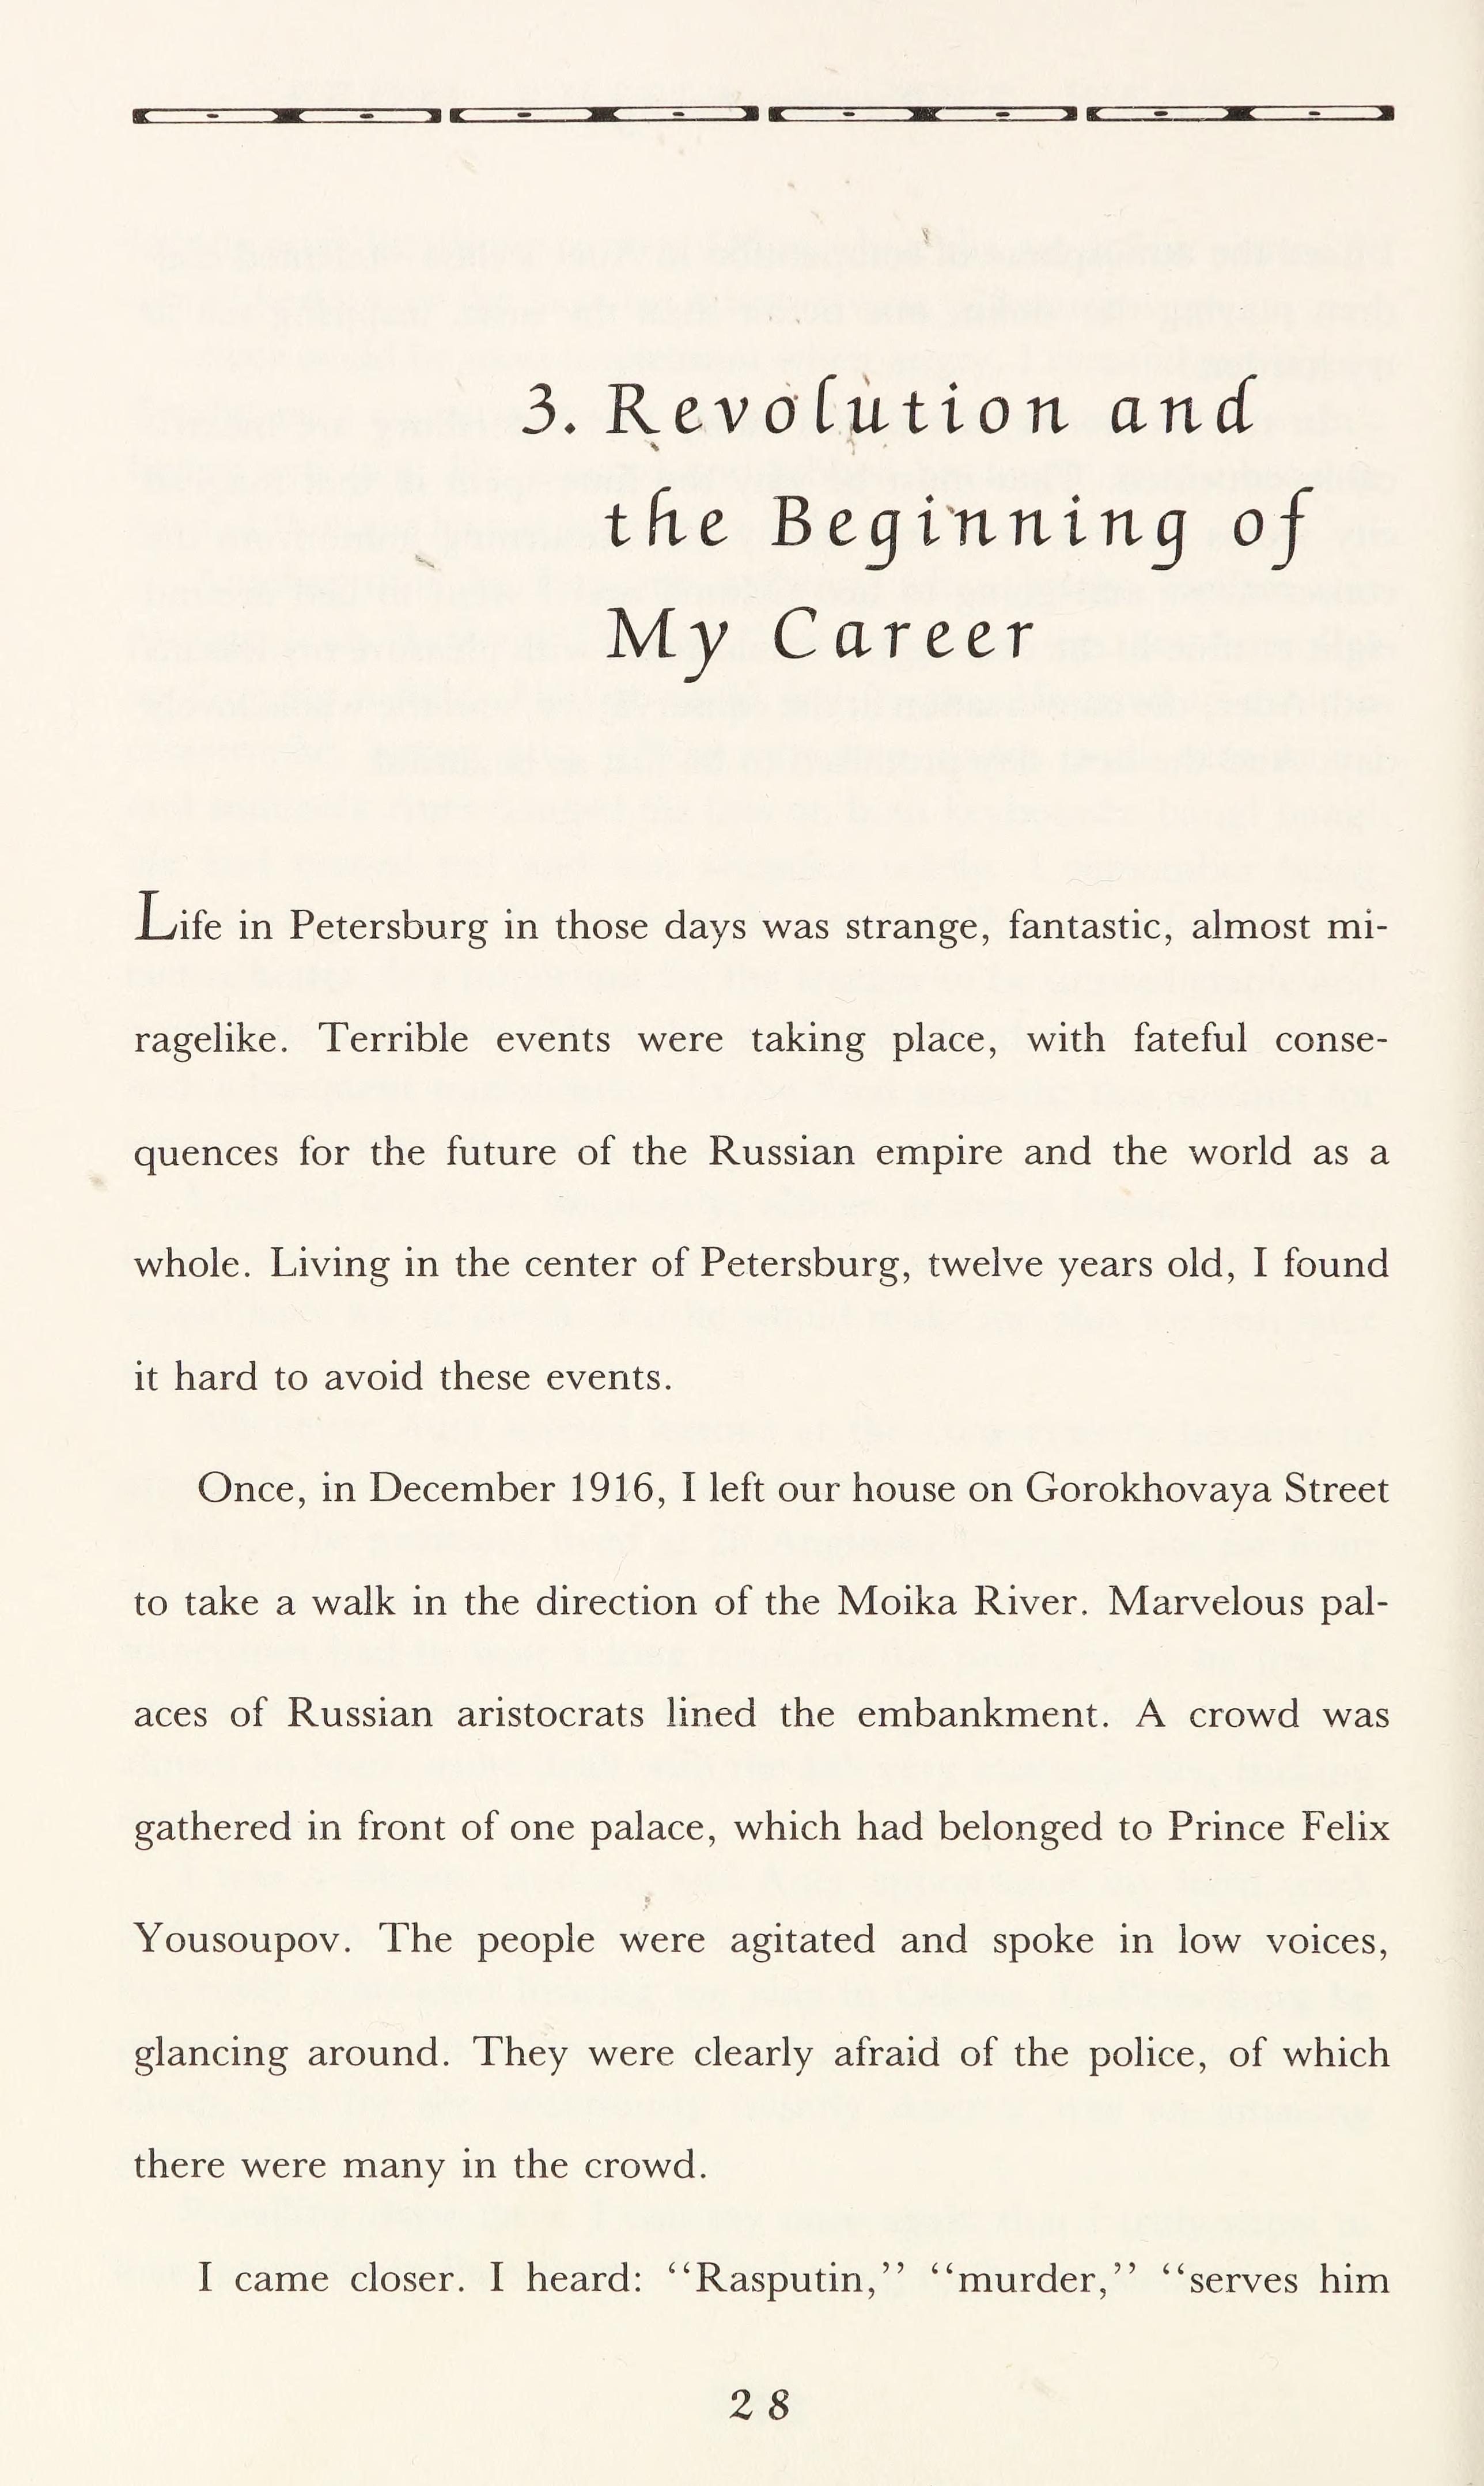 3. Revolution and
the Beginning of
My Career
Life in Petersburg in those days was strange, fantastic, almost mi-
ragelike. Terrible events were taking place, with fateful conse-
quences for the future of the Russian empire and the world as a
whole. Living in the center of Petersburg, twelve years old, I found
it hard to avoid these events.
Once, in December 1916, I left our house on Gorokhovaya Street
to take a walk in the direction of the Moika River. Marvelous pal-
aces of Russian aristocrats lined the embankment. A crowd was
gathered in front of one palace, which had belonged to Prince Felix
Yousoupov. The people were agitated and spoke in low voices,
glancing around. They were clearly afraid of the police, of which
there were many in the crowd.
I came closer. I heard: “Rasputin,” “murder,” “serves him
28